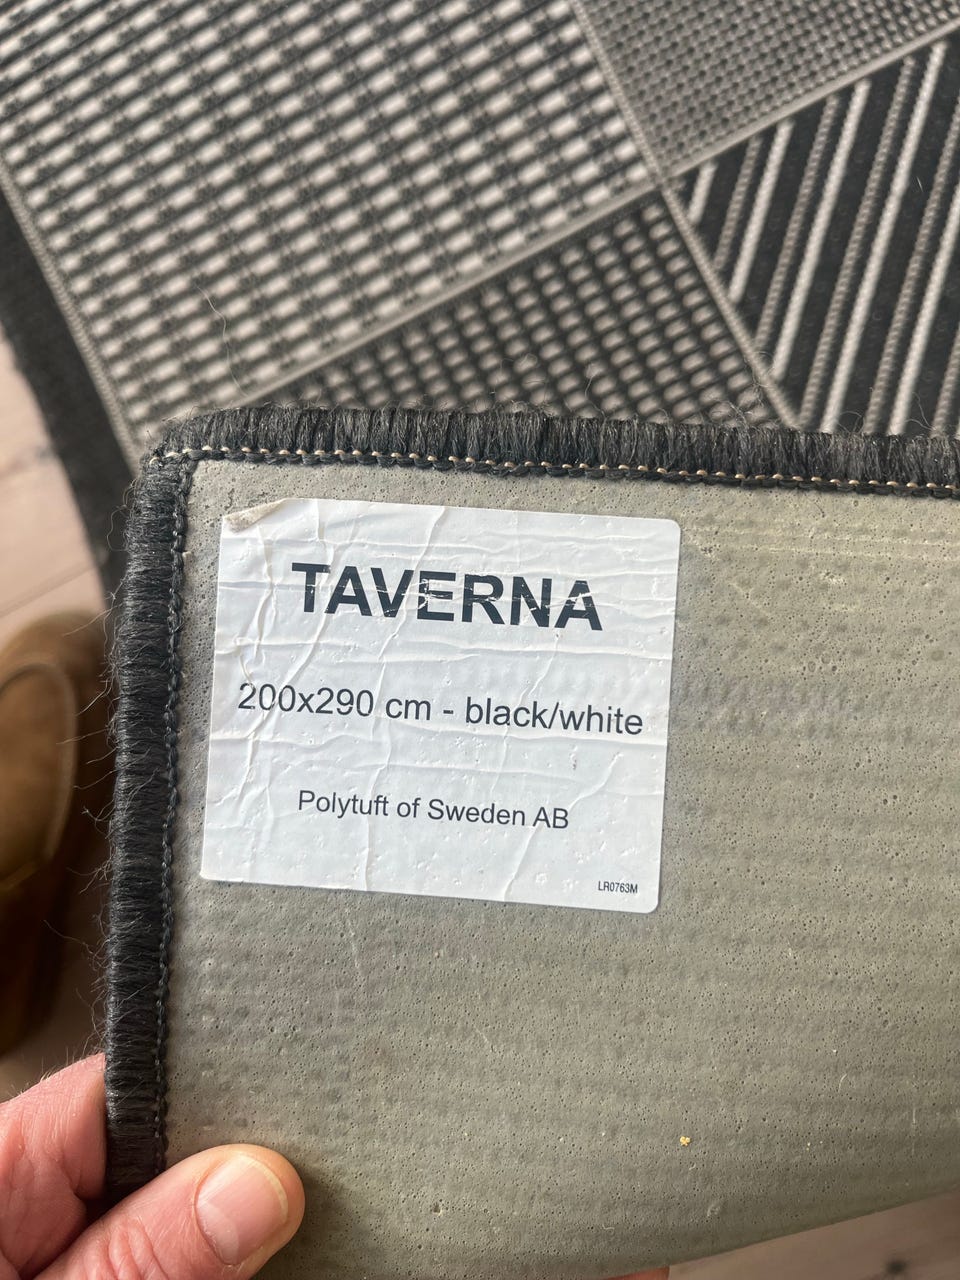 TAVERNA
200x290 cm - black/white
Polytuft of Sweden AB
LR0763M